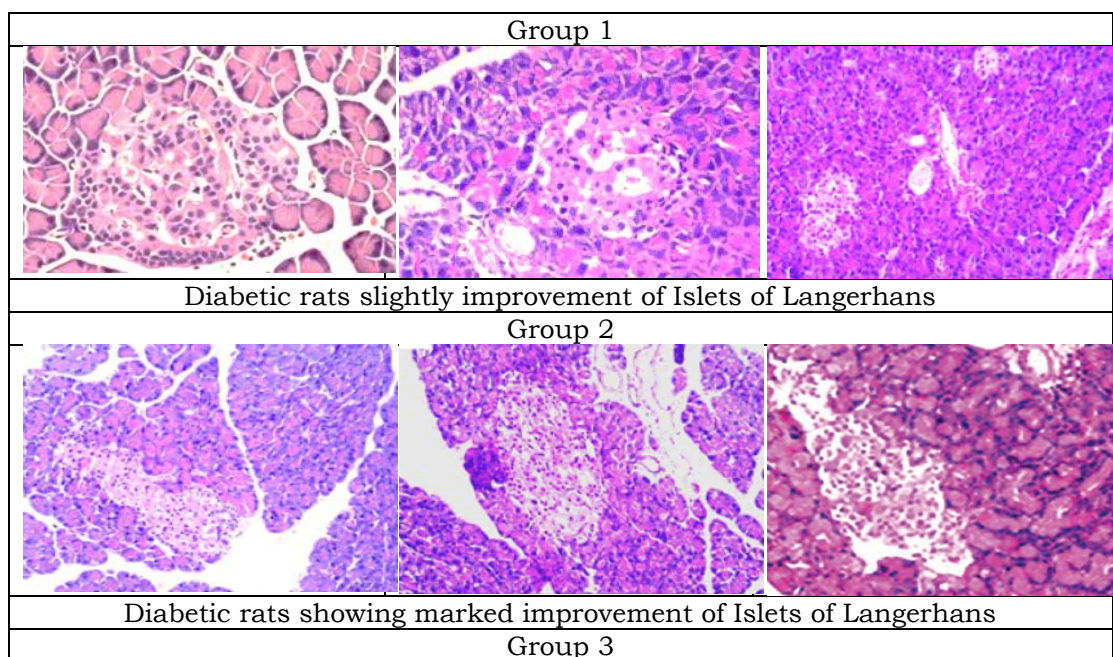 Group 1
Diabetic rats slightly improvement of Islets of Langerhans
Group 2
Diabetic rats showing marked improvement of Islets of Langerhans
Group 3